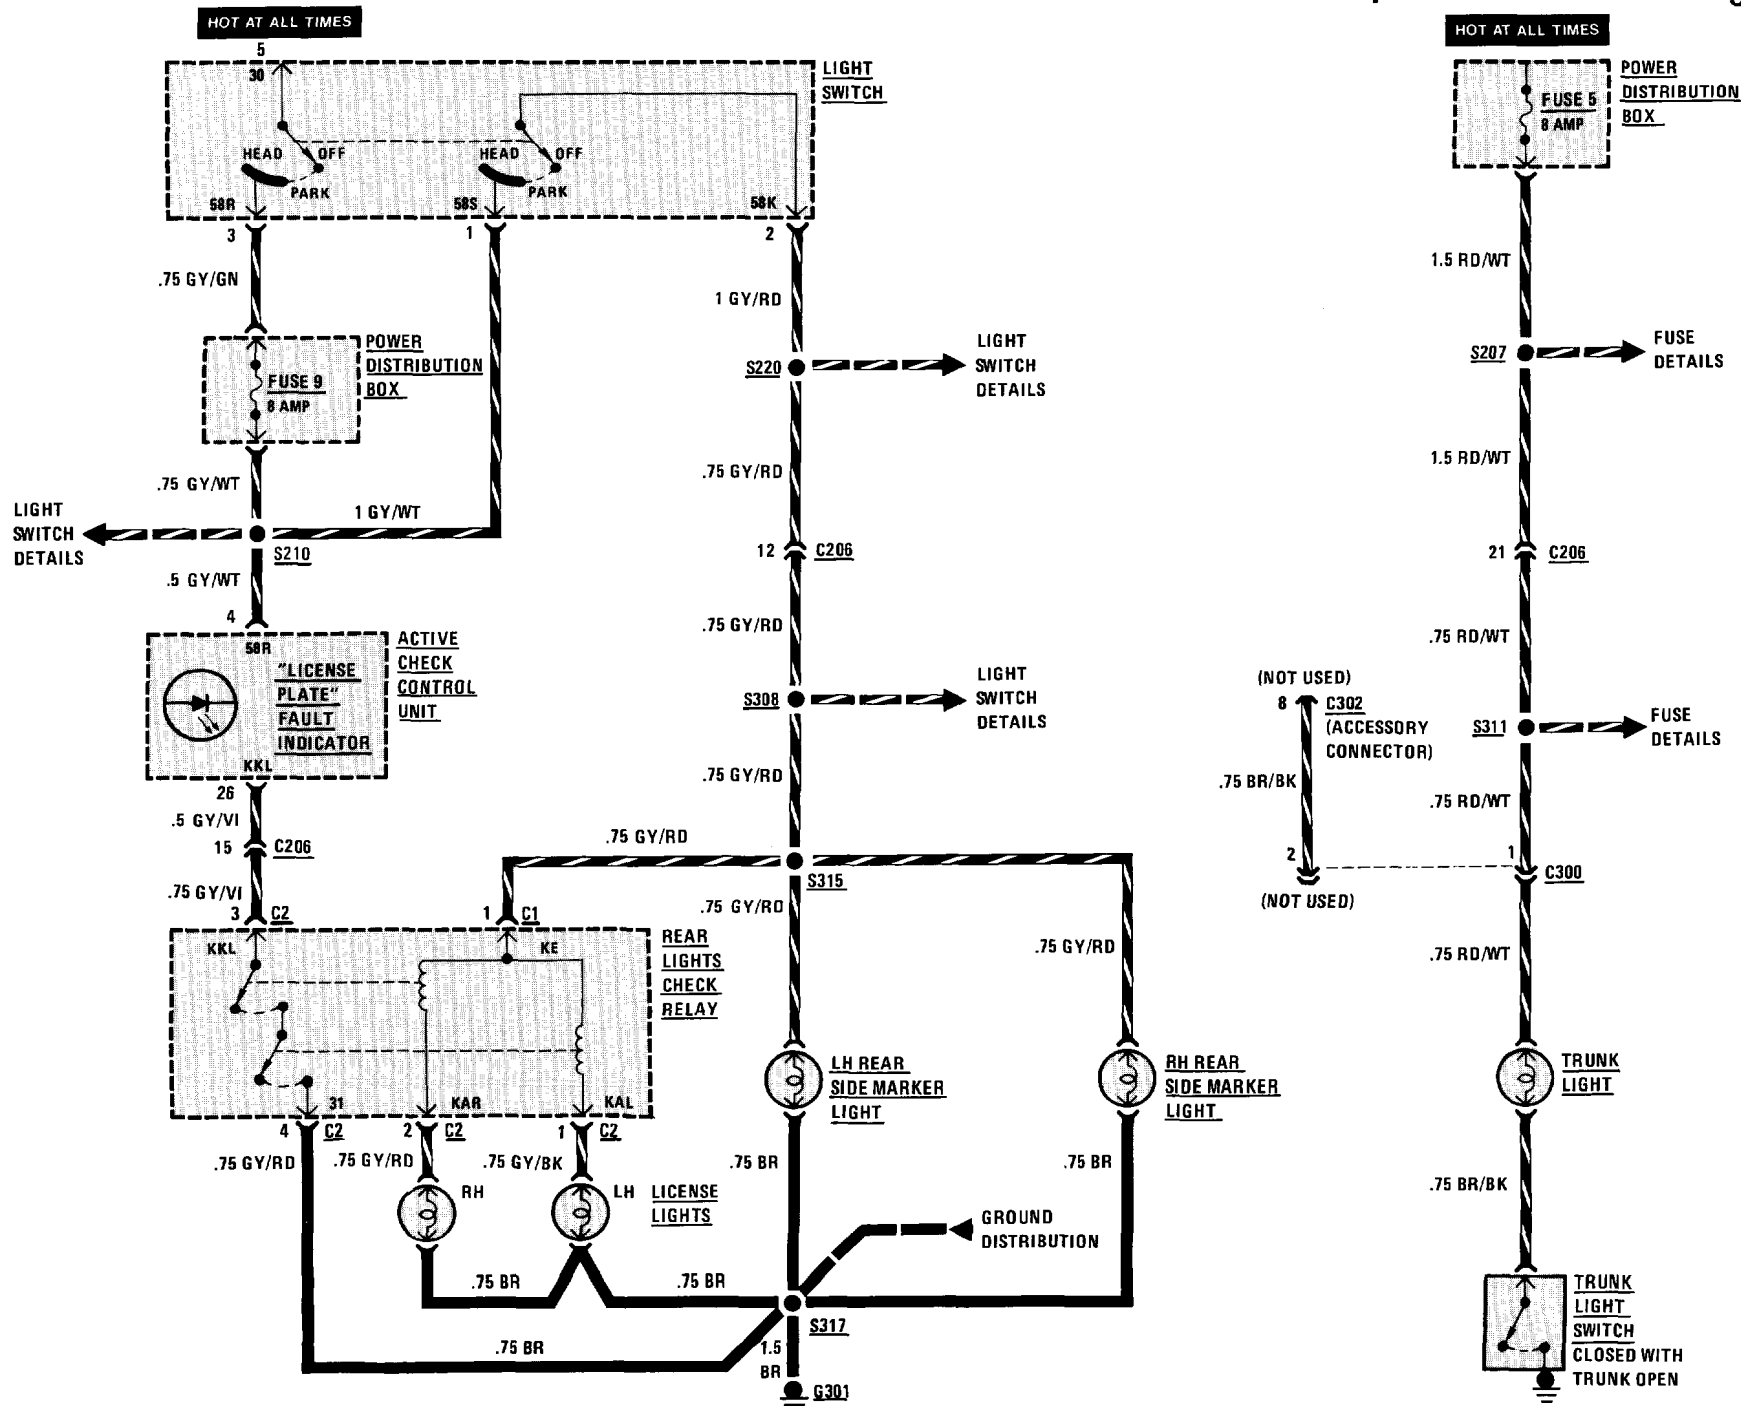 HOT AT ALL TIMES
5
30
LIGHT
SWITCH
HEAD
OFF
PARK
HEAD
OFF
PARK
58R
58S
58K
3
1
2
.75 GY/GN
POWER
DISTRIBUTION
BOX
FUSE 9
8 AMP
.75 GY/WT
1 GY/WT
LIGHT
SWITCH
DETAILS
S210
.5 GY/WT
4
58R
ACTIVE
CHECK
CONTROL
UNIT
"LICENSE
PLATE"
FAULT
INDICATOR
KKL
26
.5 GY/VI
15
C206
.75 GY/VI
3
C2
1 GY/RD
S220
LIGHT
SWITCH
DETAILS
.75 GY/RD
12
C206
.75 GY/RD
S308
LIGHT
SWITCH
DETAILS
.75 GY/RD
.75 GY/RD
S315
1
C1
.75 GY/RD
.75 GY/RD
KKL
KE
REAR
LIGHTS
CHECK
RELAY
31
KAR
KAL
4
C2
2
C2
1
C2
.75 GY/RD
.75 GY/RD
.75 GY/BK
RH
LH
LICENSE
LIGHTS
LH REAR
SIDE MARKER
LIGHT
RH REAR
SIDE MARKER
LIGHT
.75 BR
.75 BR
GROUND
DISTRIBUTION
.75 BR
.75 BR
S317
.75 BR
1.5
BR
G301
HOT AT ALL TIMES
POWER
DISTRIBUTION
BOX
FUSE 5
8 AMP
1.5 RD/WT
S207
FUSE
DETAILS
1.5 RD/WT
21
C206
.75 RD/WT
(NOT USED)
8
C302
(ACCESSORY
CONNECTOR)
S311
FUSE
DETAILS
.75 BR/BK
.75 RD/WT
2
1
C300
(NOT USED)
.75 RD/WT
TRUNK
LIGHT
.75 BR/BK
TRUNK
LIGHT
SWITCH
CLOSED WITH
TRUNK OPEN